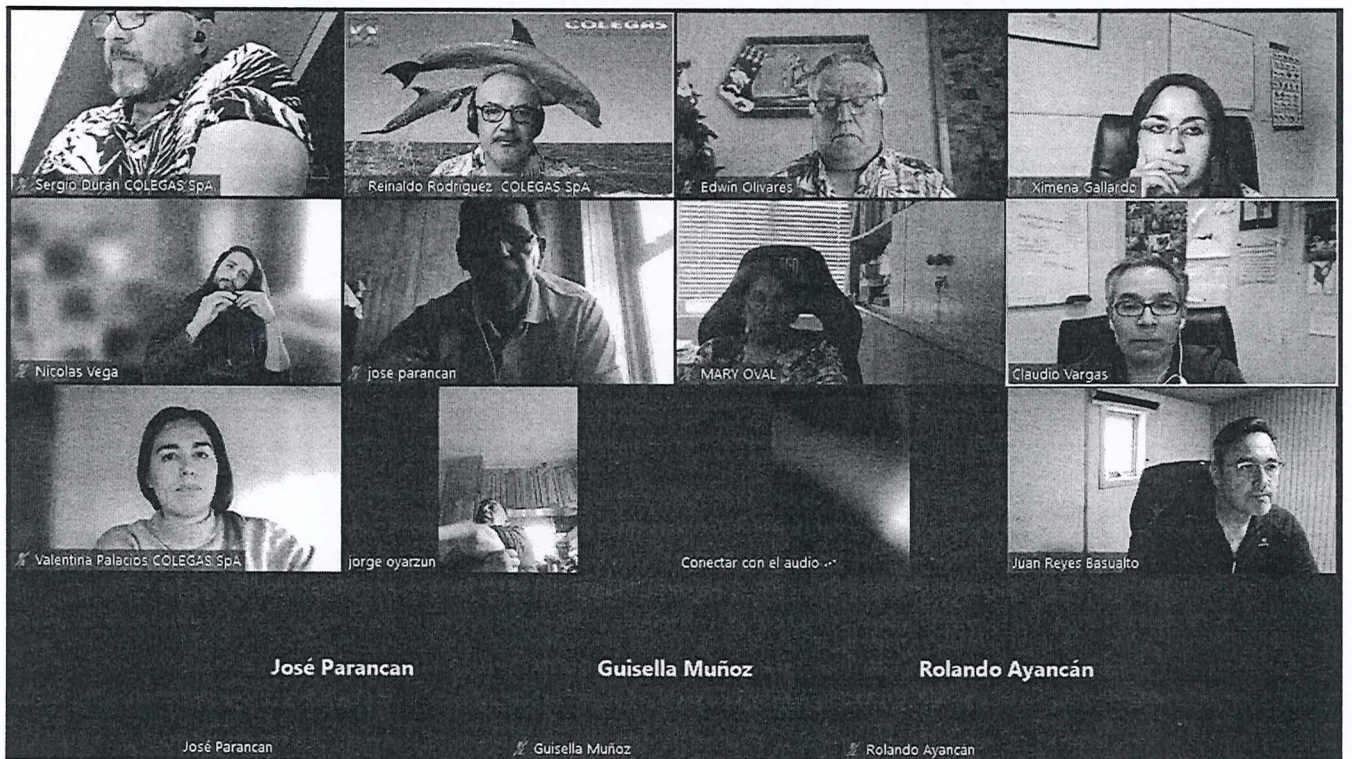 COLEGAS
Sergio Durán COLEGAS SpA
Reinaldo Rodríguez COLEGAS SpA
Edwin Olivares
Ximena Gallardo
Nicolas Vega
jose parancan
MARY OVAL
Claudio Vargas
Valentina Palacios COLEGAS SpA
jorge oyarzun
Conectar con el audio
Juan Reyes Basualto
José Parancan
Guisella Muñoz
Rolando Ayancán
José Parancan
Guisella Muñoz
Rolando Ayancán